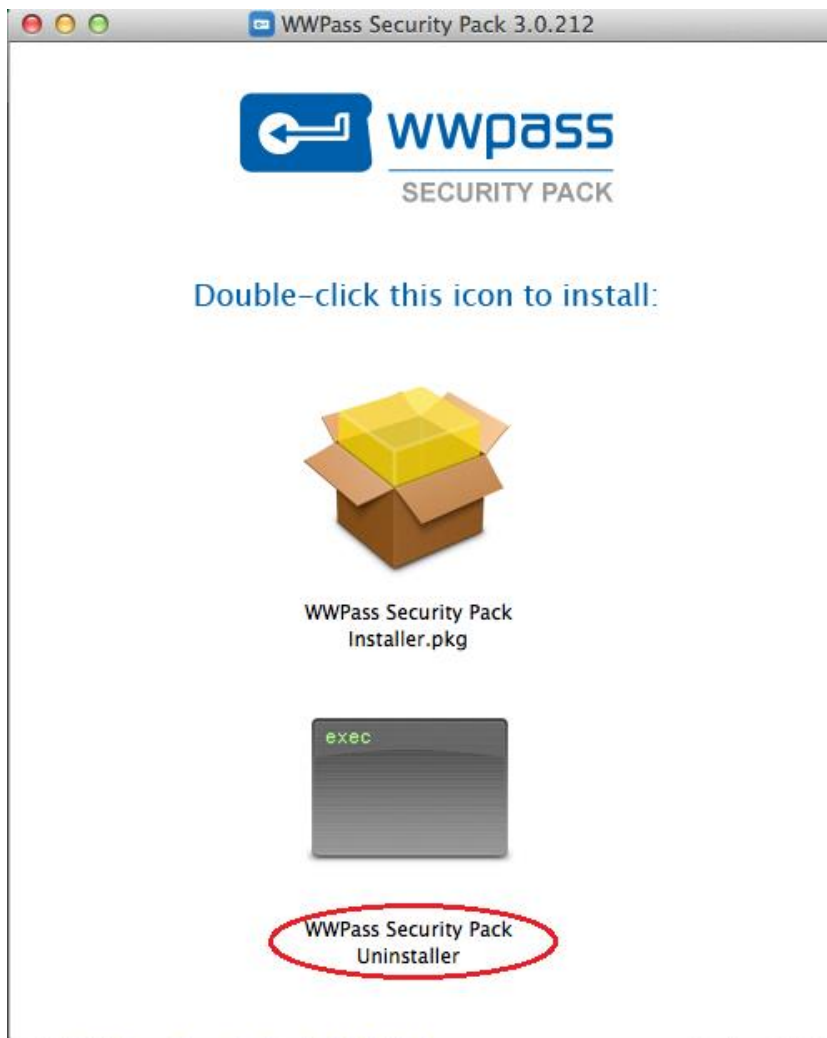 WWPass Security Pack 3.0.212
wwpass
SECURITY PACK
Double-click this icon to install:
WWPass Security Pack
Installer.pkg
exec
WWPass Security Pack
Uninstaller